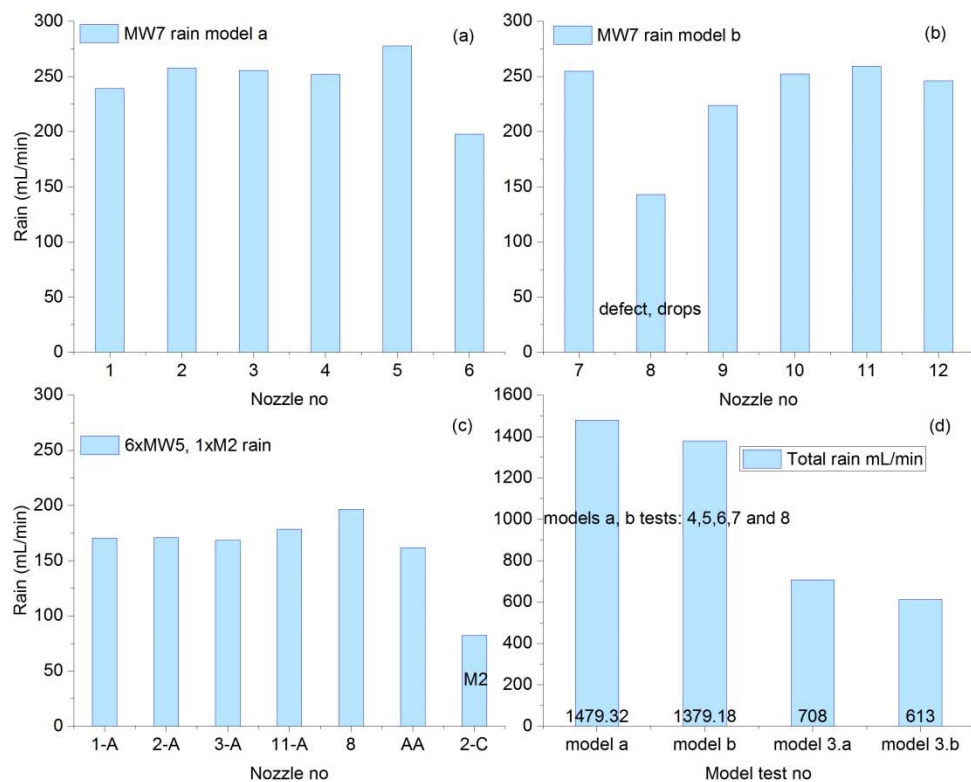 300
250
200
150
100
50
0
Rain (mL/min)
MW7 rain model a
(a)
1 2 3 4 5 6
Nozzle no
300
250
200
150
100
50
0
MW7 rain model b
(b)
defect, drops
7 8 9 10 11 12
Nozzle no
300
250
200
150
100
50
0
Rain (mL/min)
6xMW5, 1xM2 rain
(c)
M2
1-A 2-A 3-A 11-A 8 AA 2-C
Nozzle no
1600
1400
1200
1000
800
600
400
200
0
(d)
Total rain mL/min
models a, b tests: 4,5,6,7 and 8
1479.32 1379.18 708 613
model a model b model 3.a model 3.b
Model test no